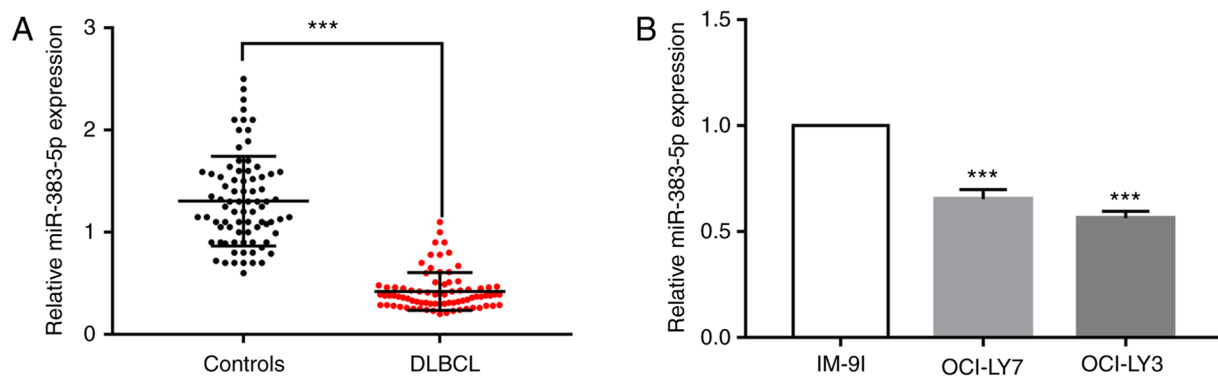 A
Relative miR-383-5p expression
3
2
1
0
***
Controls
DLBCL
B
Relative miR-383-5p expression
1.5
1.0
0.5
0.0
***
***
IM-9I
OCI-LY7
OCI-LY3